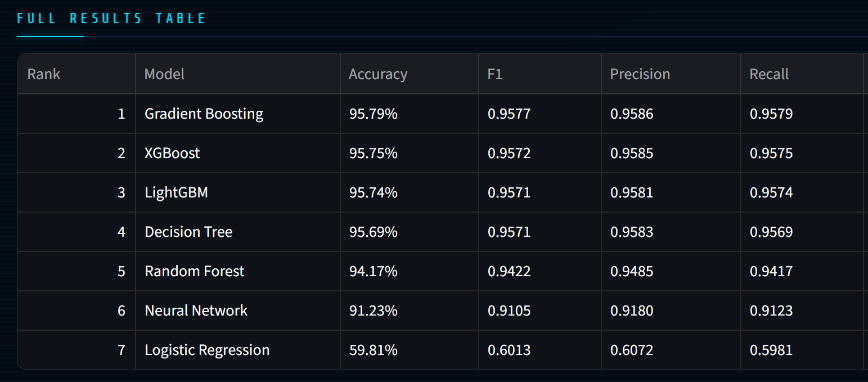 FULL RESULTS TABLE
Rank Model Accuracy F1 Precision Recall
1 Gradient Boosting 95.79% 0.9577 0.9586 0.9579
2 XGBoost 95.75% 0.9572 0.9585 0.9575
3 LightGBM 95.74% 0.9571 0.9581 0.9574
4 Decision Tree 95.69% 0.9571 0.9583 0.9569
5 Random Forest 94.17% 0.9422 0.9485 0.9417
6 Neural Network 91.23% 0.9105 0.9180 0.9123
7 Logistic Regression 59.81% 0.6013 0.6072 0.5981